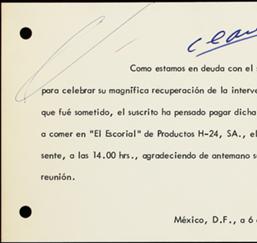 Como estamos en deuda con el
para celebrar su magnífica recuperación de la interve
que fué sometido, el suscrito ha pensado pagar dicha
a comer en "El Escorial" de Productos H-24, SA., el
sente, a las 14.00 hrs., agradeciendo de antemano s
reunión.
México, D.F., a 6